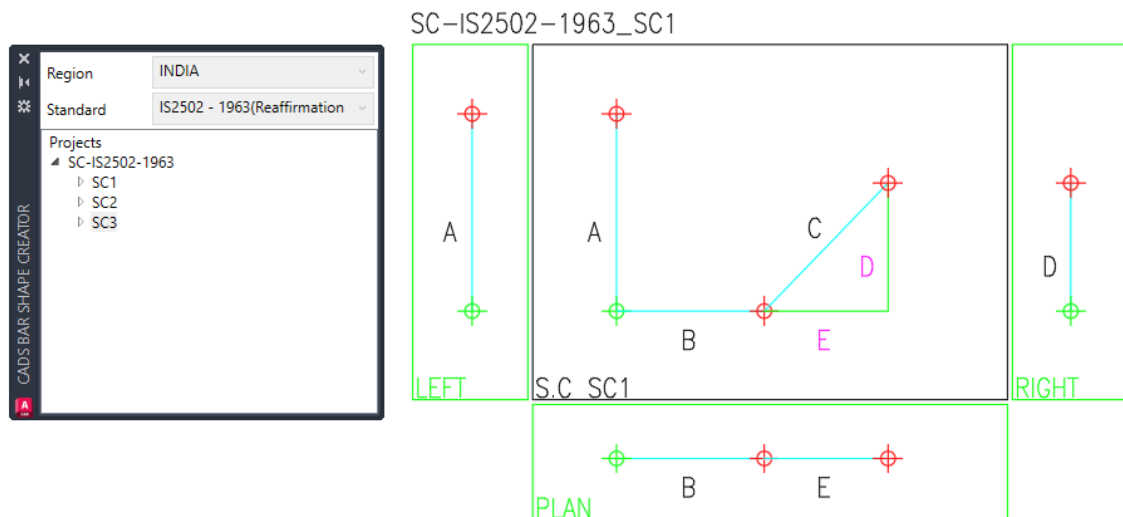 SC-IS2502-1963_SC1
Region
INDIA
Standard
IS2502 - 1963(Reaffirmation
Projects
SC-IS2502-1963
SC1
SC2
SC3
CADS BAR SHAPE CREATOR
A
CAD
A
LEFT
A
B
C
D
E
S.C SC1
D
RIGHT
B
E
PLAN